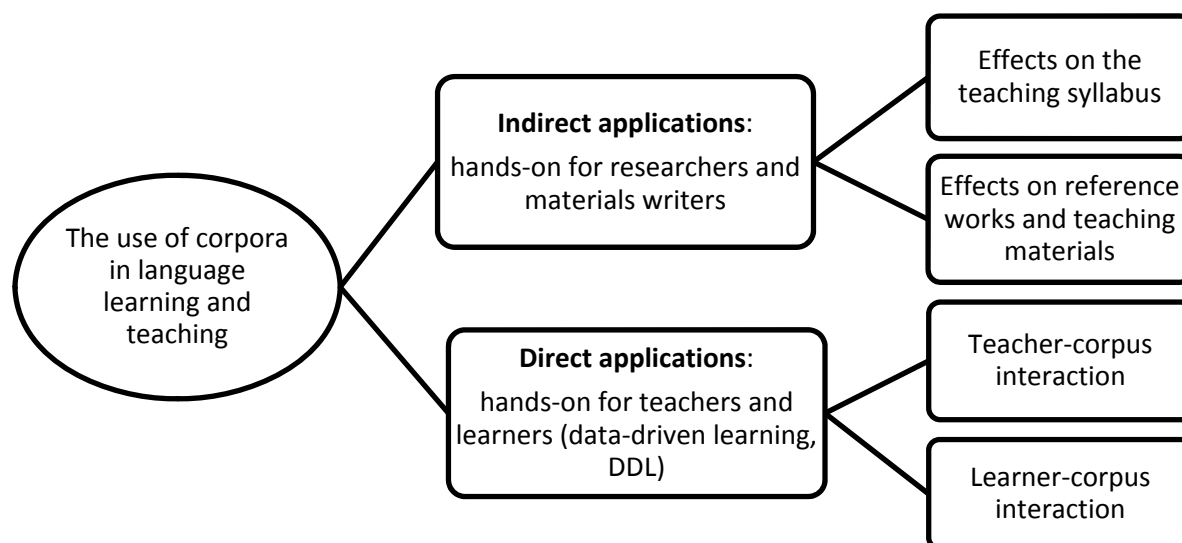 The use of corpora
in language
learning and
teaching
Indirect applications:
hands-on for researchers and
materials writers
Effects on the
teaching syllabus
Effects on reference
works and teaching
materials
Direct applications:
hands-on for teachers and
learners (data-driven learning,
DDL)
Teacher-corpus
interaction
Learner-corpus
interaction